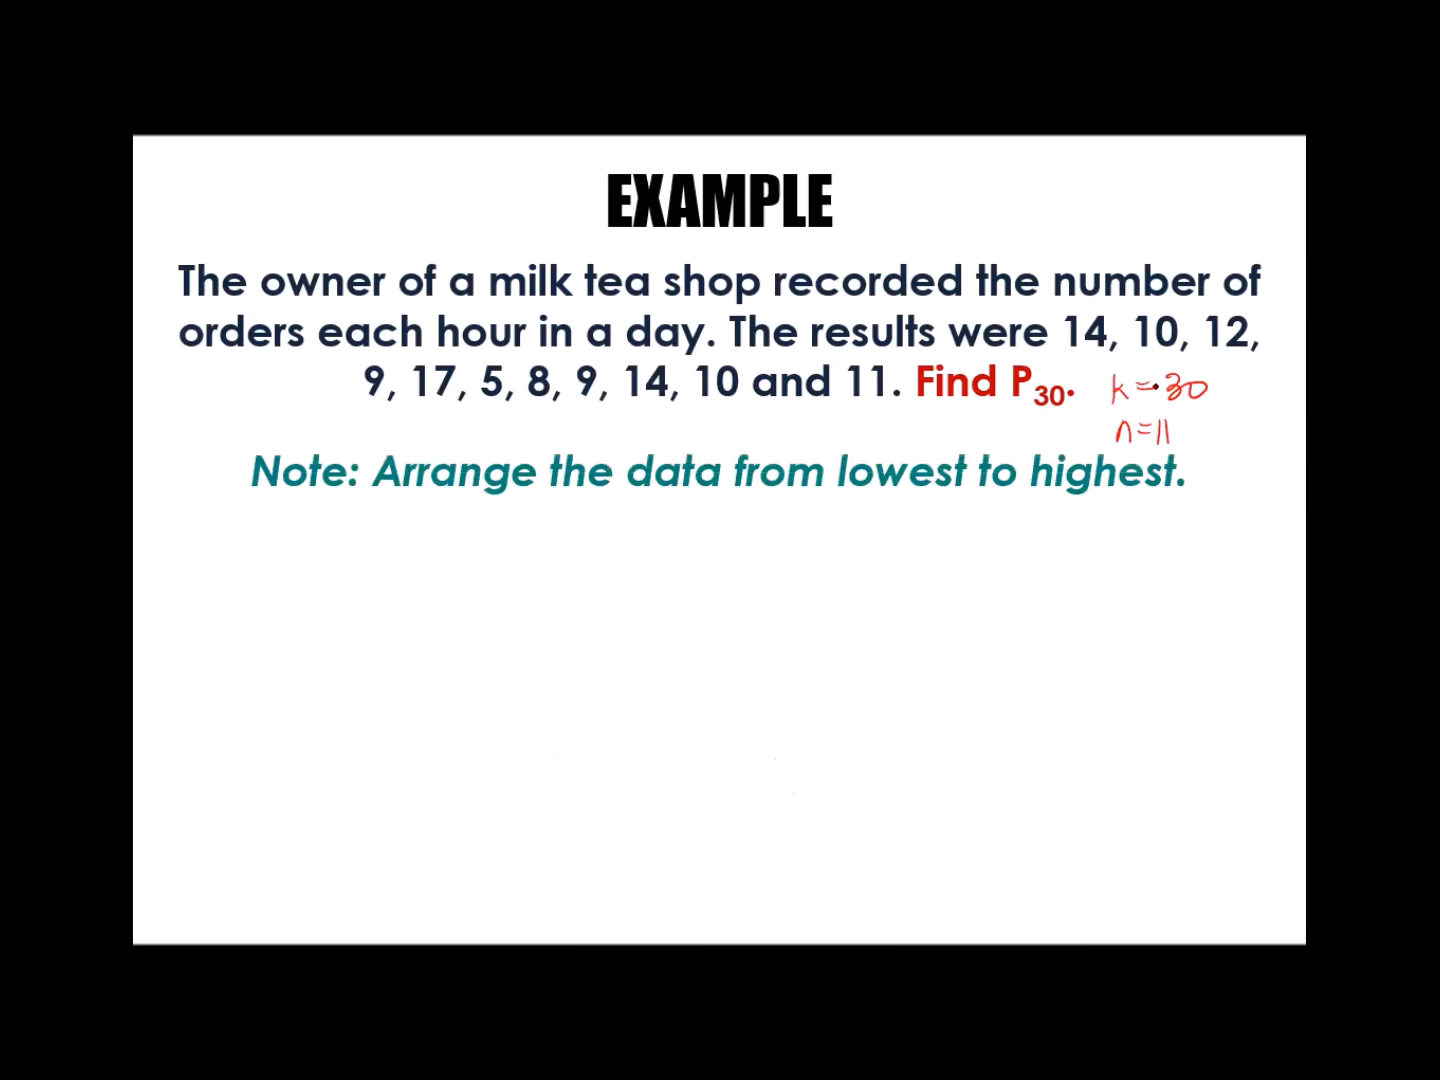 EXAMPLE
The owner of a milk tea shop recorded the number of
orders each hour in a day. The results were 14, 10, 12,
9, 17, 5, 8, 9, 14, 10 and 11. Find P30. k = 30
n = 11
Note: Arrange the data from lowest to highest.